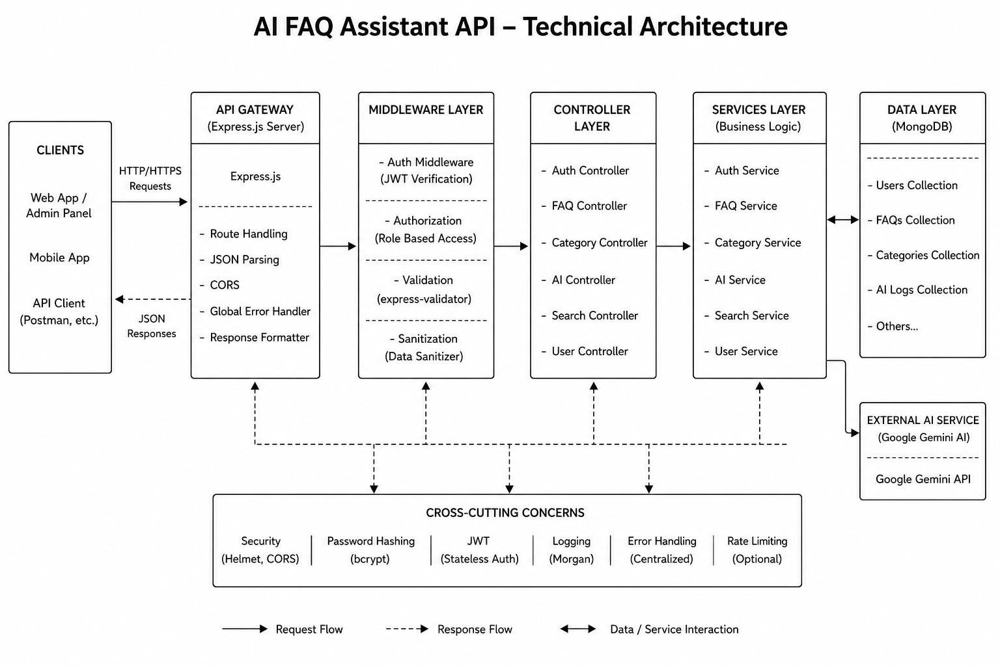 AI FAQ Assistant API – Technical Architecture
CLIENTS
Web App /
Admin Panel
Mobile App
API Client
(Postman, etc.)
HTTP/HTTPS
Requests
JSON
Responses
API GATEWAY
(Express.js Server)
Express.js
- Route Handling
- JSON Parsing
- CORS
- Global Error Handler
- Response Formatter
MIDDLEWARE LAYER
- Auth Middleware
(JWT Verification)
- Authorization
(Role Based Access)
- Validation
(express-validator)
- Sanitization
(Data Sanitizer)
CONTROLLER
LAYER
- Auth Controller
- FAQ Controller
- Category Controller
- AI Controller
- Search Controller
- User Controller
SERVICES LAYER
(Business Logic)
- Auth Service
- FAQ Service
- Category Service
- AI Service
- Search Service
- User Service
DATA LAYER
(MongoDB)
- Users Collection
- FAQs Collection
- Categories Collection
- AI Logs Collection
- Others...
EXTERNAL AI SERVICE
(Google Gemini AI)
Google Gemini API
CROSS-CUTTING CONCERNS
Security
(Helmet, CORS)
Password Hashing
(bcrypt)
JWT
(Stateless Auth)
Logging
(Morgan)
Error Handling
(Centralized)
Rate Limiting
(Optional)
Request Flow
Response Flow
Data / Service Interaction